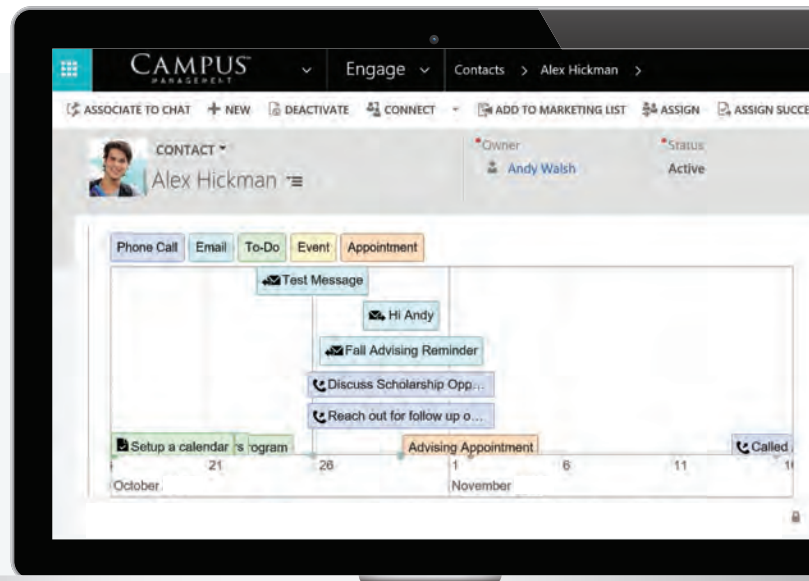 CAMPUS
MANAGEMENT
Engage
Contacts > Alex Hickman >
ASSOCIATE TO CHAT + NEW DEACTIVATE CONNECT ADD TO MARKETING LIST ASSIGN ASSIGN SUCCE
CONTACT
Alex Hickman
*Owner
Andy Walsh
*Status
Active
Phone Call Email To-Do Event Appointment
Test Message
Hi Andy
Fall Advising Reminder
Discuss Scholarship Opp...
Reach out for follow up o...
Setup a calendar 's rogram Advising Appointment Called
21 26 1 6 11 1
October November